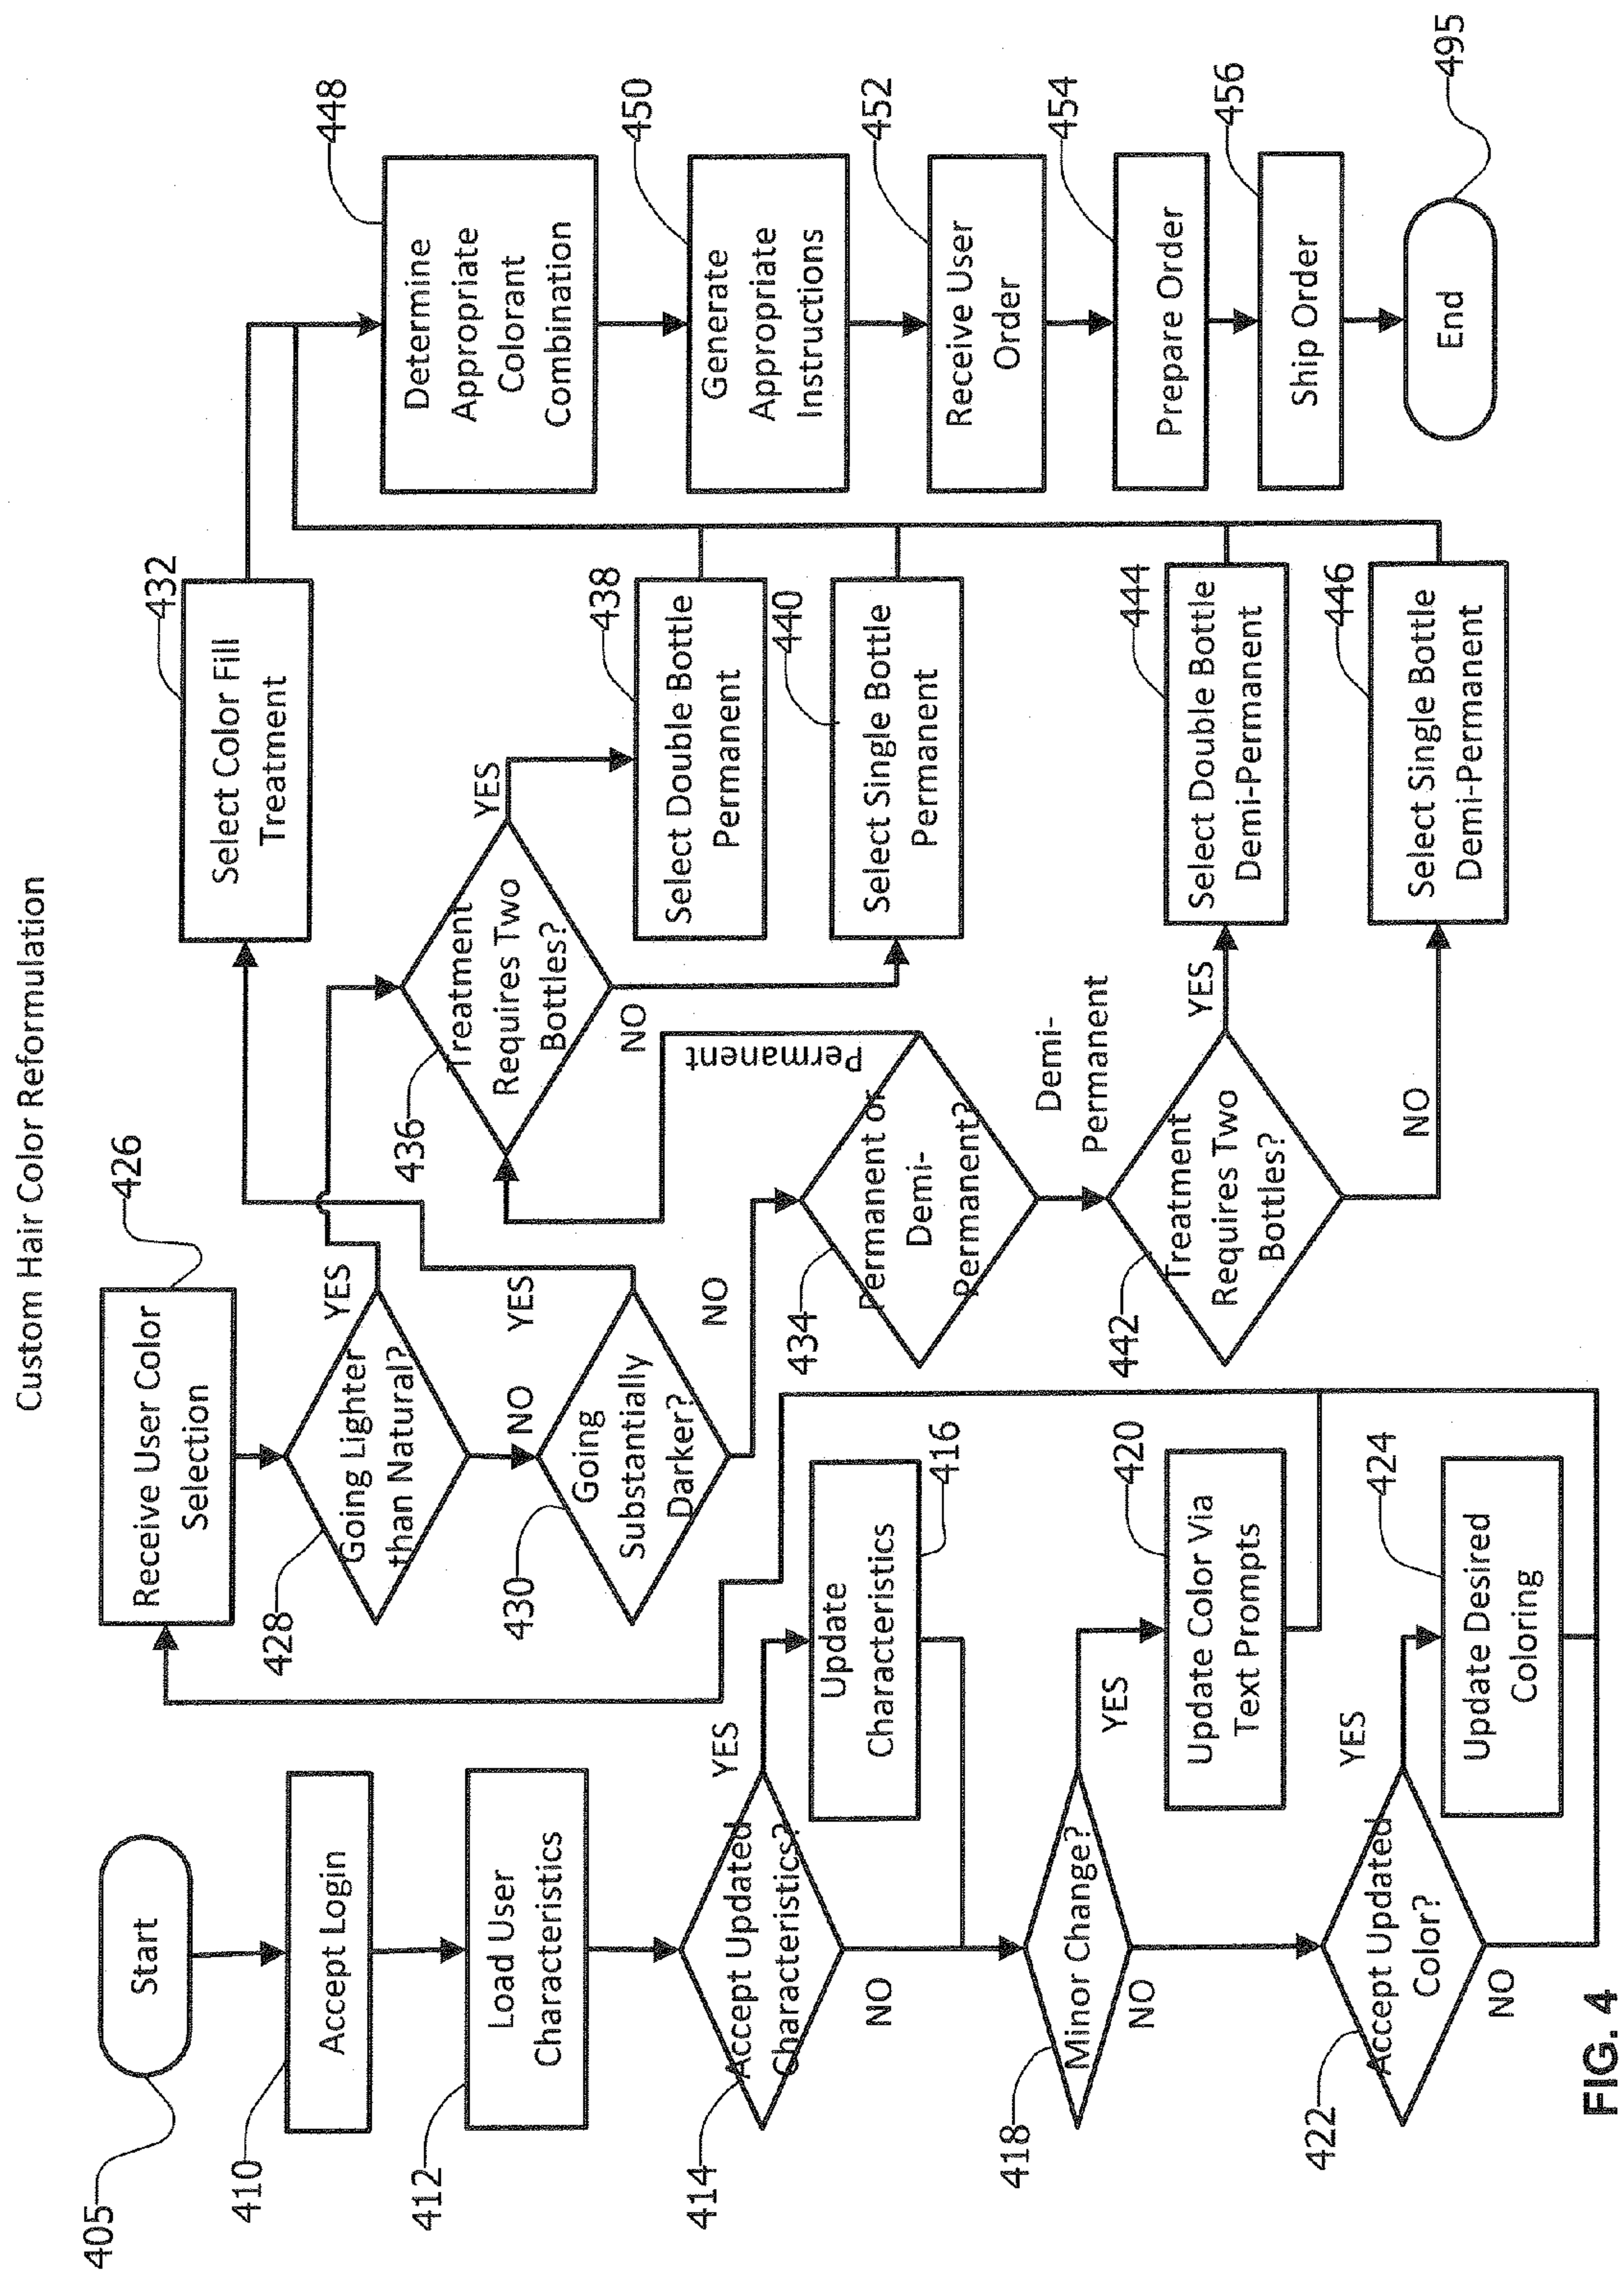 Custom Hair Color Reformulation
405
Start
410
Accept Login
412
Load User
Characteristics
414
Accept Updated
Characteristics?
YES
NO
Update
Characteristics
416
418
Minor Change?
YES
NO
Update Color Via
Text Prompts
420
422
Accept Updated
Color?
YES
NO
Update Desired
Coloring
424
426
Receive User Color
Selection
428
Going Lighter
than Natural?
YES
NO
430
Going
Substantially
Darker?
YES
NO
432
Select Color Fill
Treatment
434
Permanent or
Demi-
Permanent?
Permanent
Demi-
Permanent
436
Treatment
Requires Two
Bottles?
YES
NO
438
Select Double Bottle
Permanent
440
Select Single Bottle
Permanent
442
Treatment
Requires Two
Bottles?
YES
NO
444
Select Double Bottle
Demi-Permanent
446
Select Single Bottle
Demi-Permanent
448
Determine
Appropriate
Colorant
Combination
450
Generate
Appropriate
Instructions
452
Receive User
Order
454
Prepare Order
456
Ship Order
495
End
FIG. 4